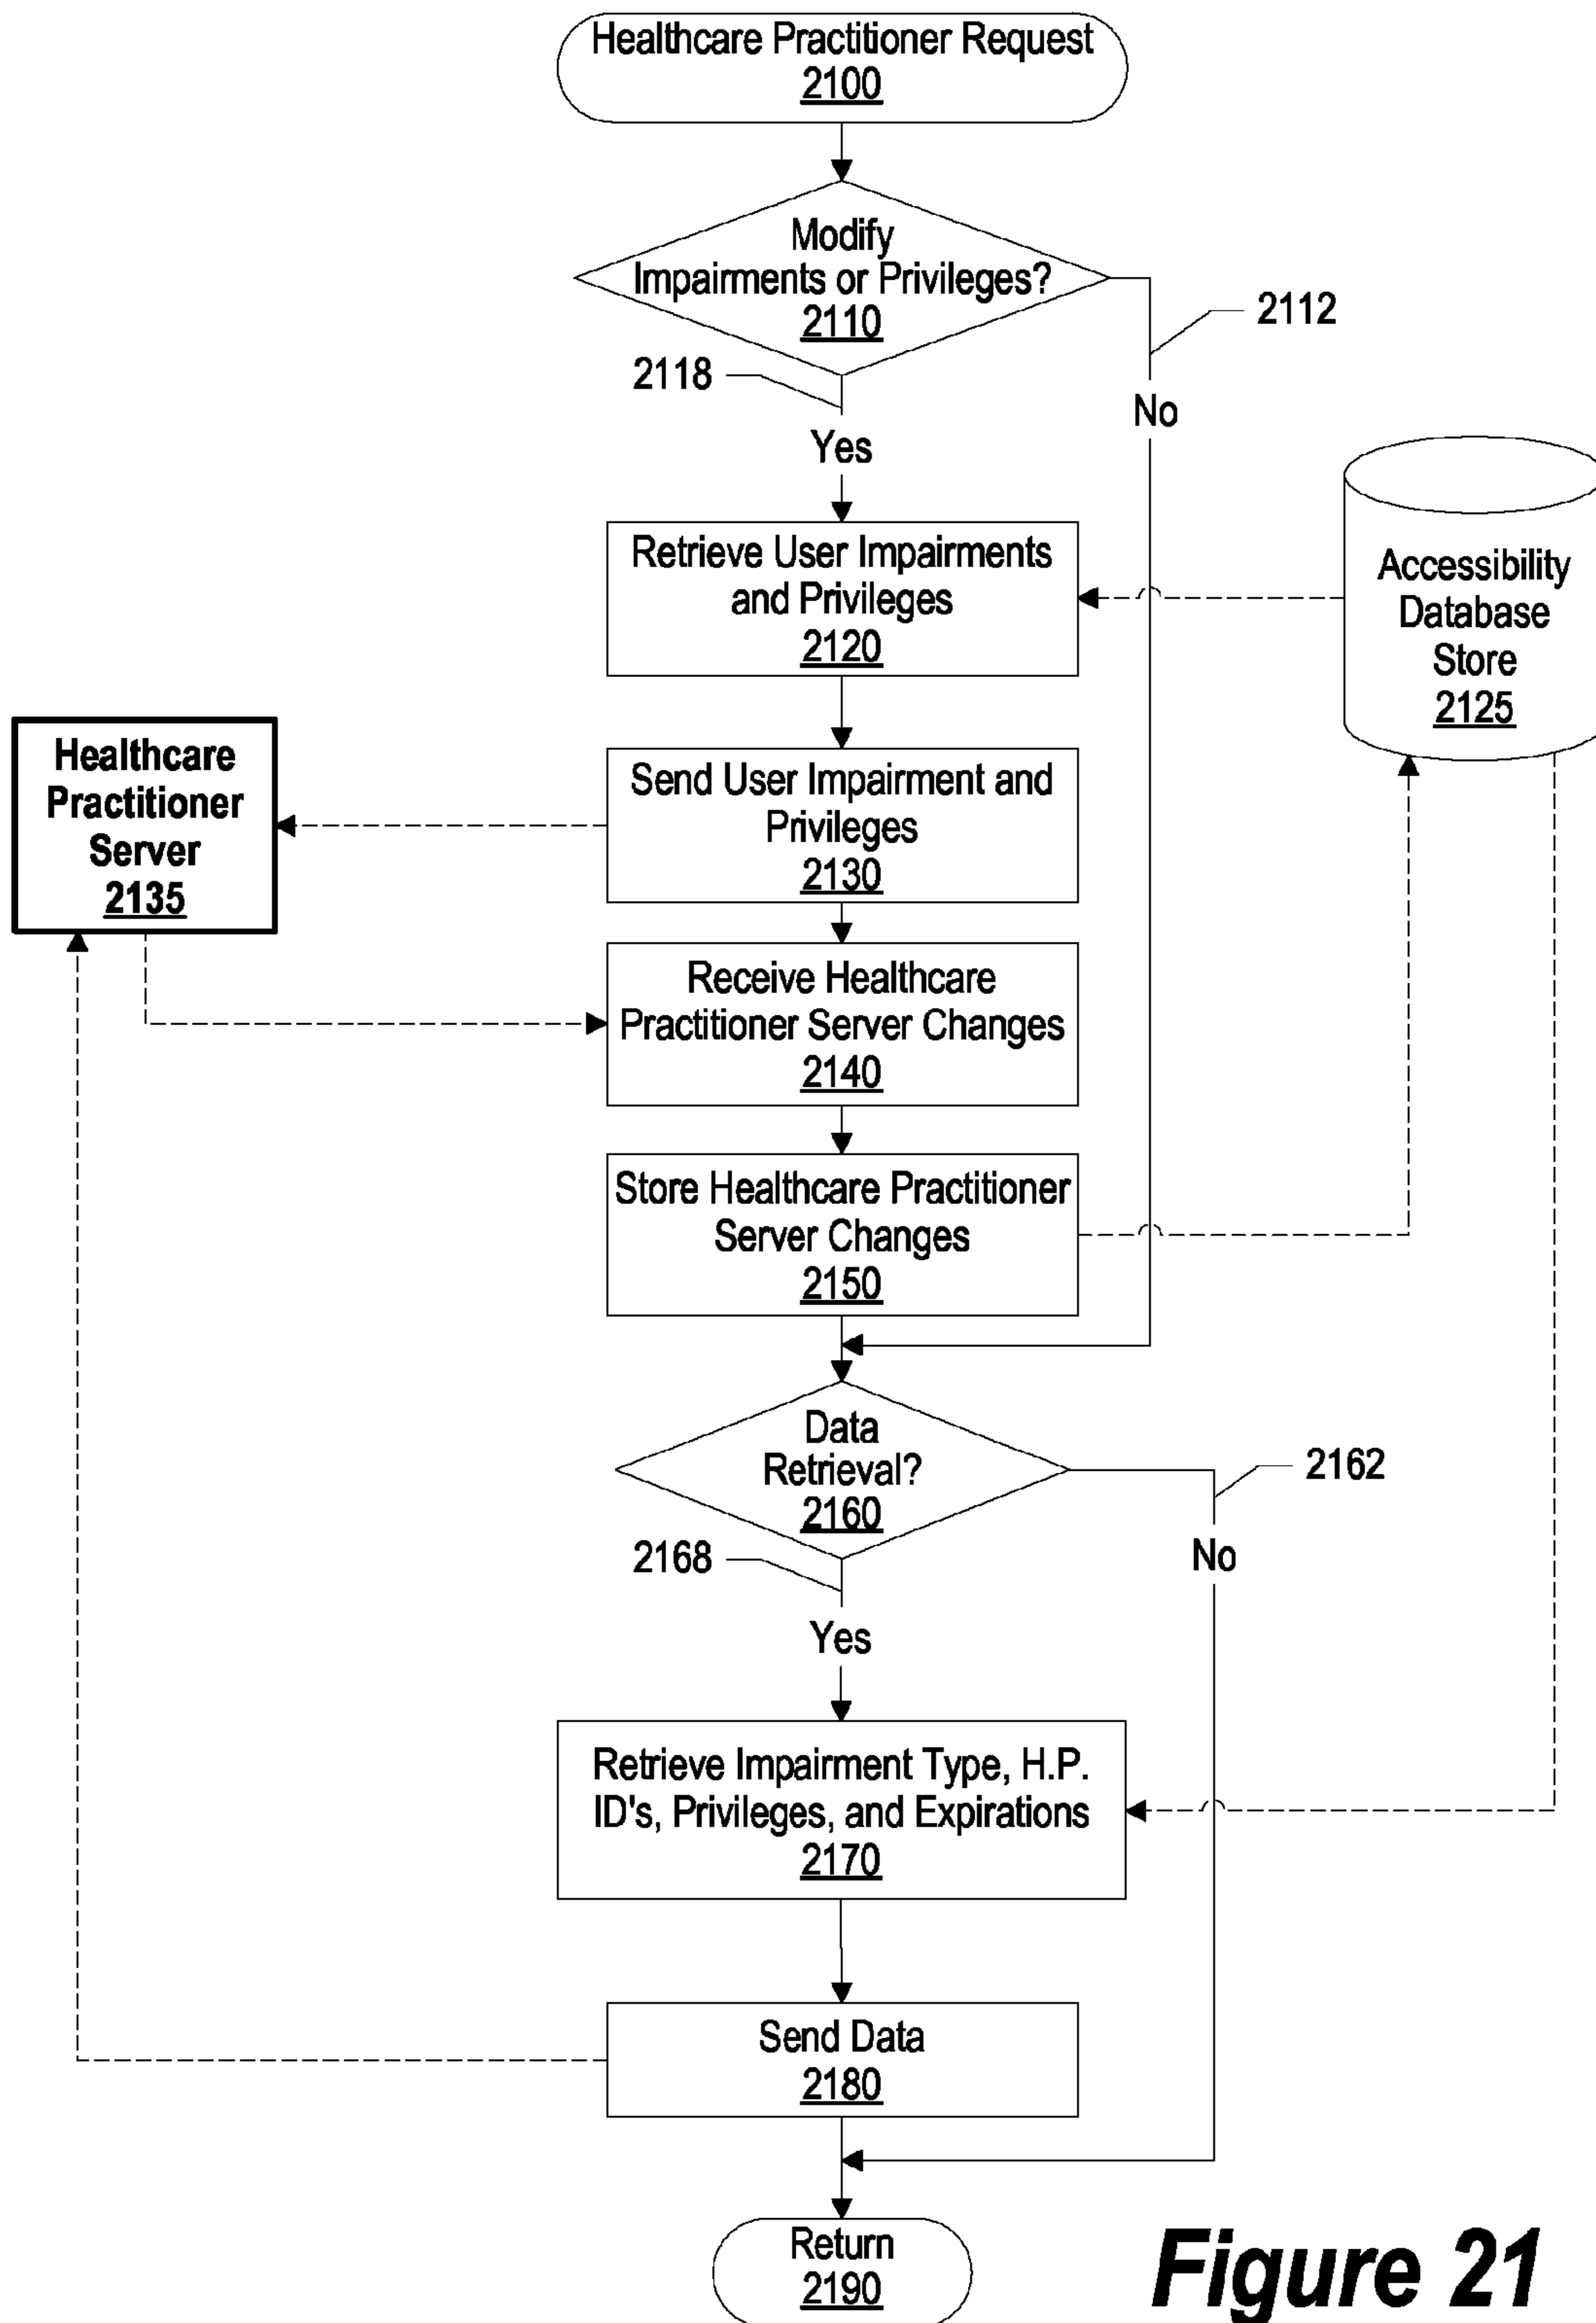 Healthcare Practitioner Request
2100
Modify
Impairments or Privileges?
2110
2112
2118
No
Yes
Retrieve User Impairments
and Privileges
2120
Accessibility
Database
Store
2125
Healthcare
Practitioner
Server
2135
Send User Impairment and
Privileges
2130
Receive Healthcare
Practitioner Server Changes
2140
Store Healthcare Practitioner
Server Changes
2150
Data
Retrieval?
2160
2162
2168
No
Yes
Retrieve Impairment Type, H.P.
ID's, Privileges, and Expirations
2170
Send Data
2180
Return
2190
Figure 21